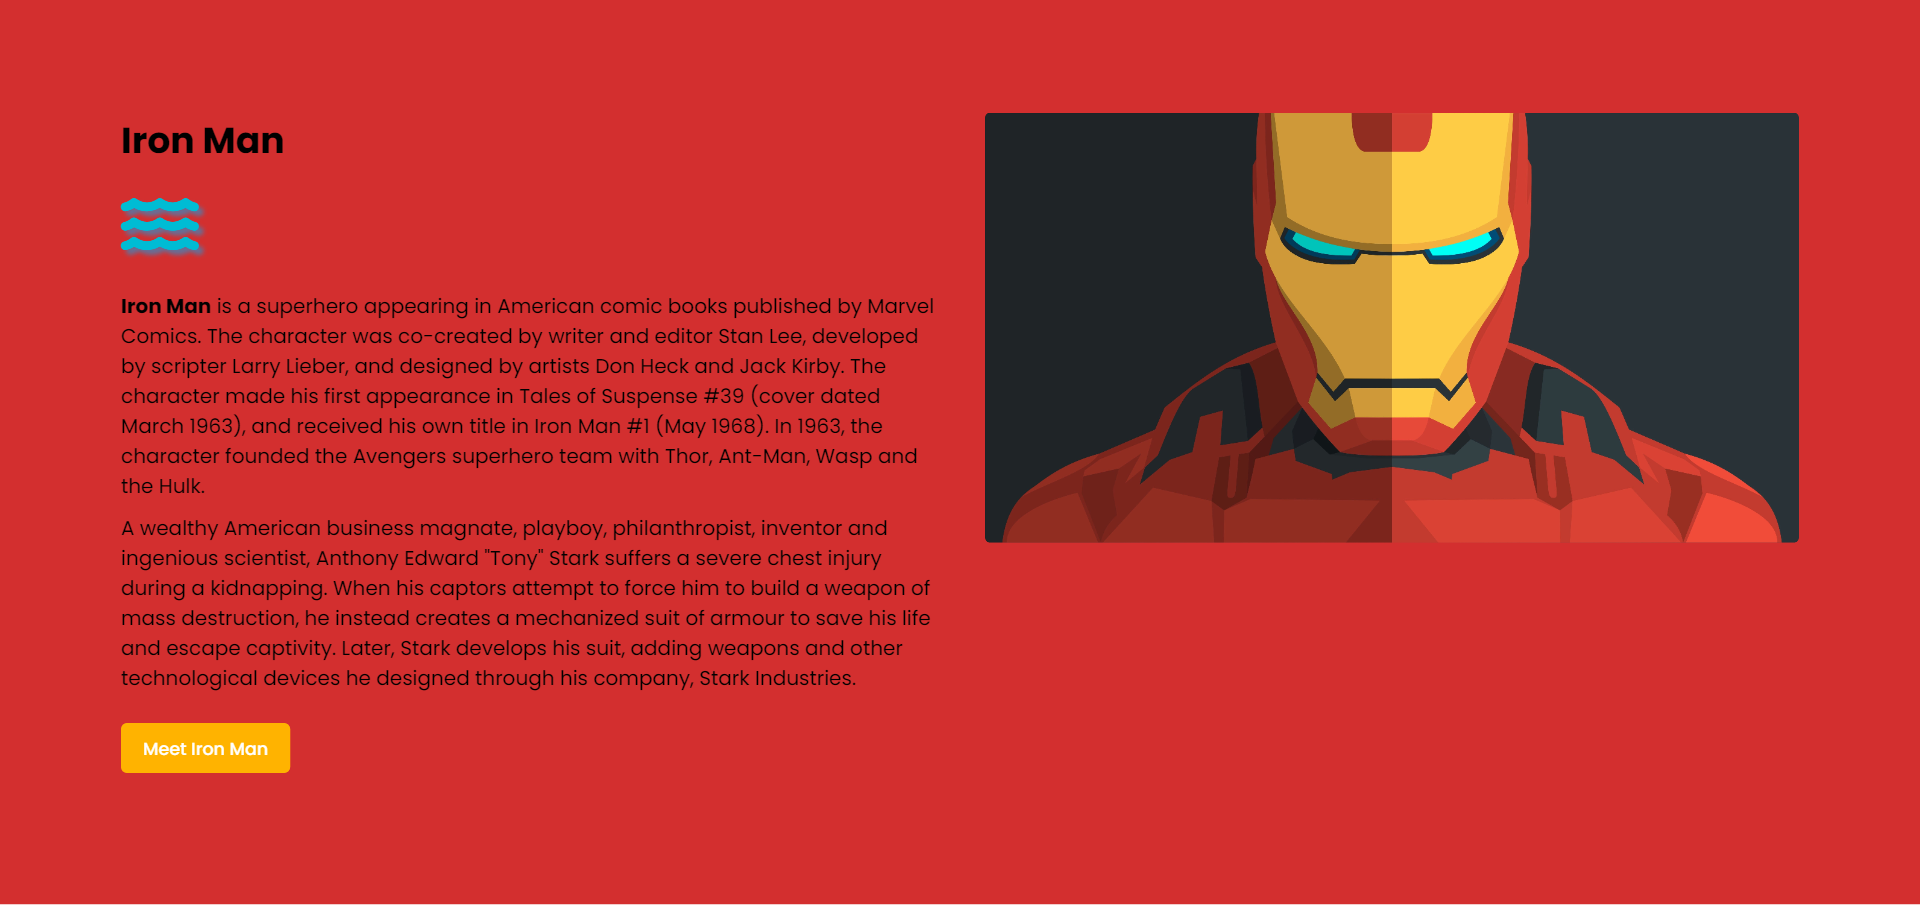 Iron Man
Iron Man is a superhero appearing in American comic books published by Marvel
Comics. The character was co-created by writer and editor Stan Lee, developed
by scripter Larry Lieber, and designed by artists Don Heck and Jack Kirby. The
character made his first appearance in Tales of Suspense #39 (cover dated
March 1963), and received his own title in Iron Man #1 (May 1968). In 1963, the
character founded the Avengers superhero team with Thor, Ant-Man, Wasp and
the Hulk.
A wealthy American business magnate, playboy, philanthropist, inventor and
ingenious scientist, Anthony Edward "Tony" Stark suffers a severe chest injury
during a kidnapping. When his captors attempt to force him to build a weapon of
mass destruction, he instead creates a mechanized suit of armour to save his life
and escape captivity. Later, Stark develops his suit, adding weapons and other
technological devices he designed through his company, Stark Industries.
Meet Iron Man